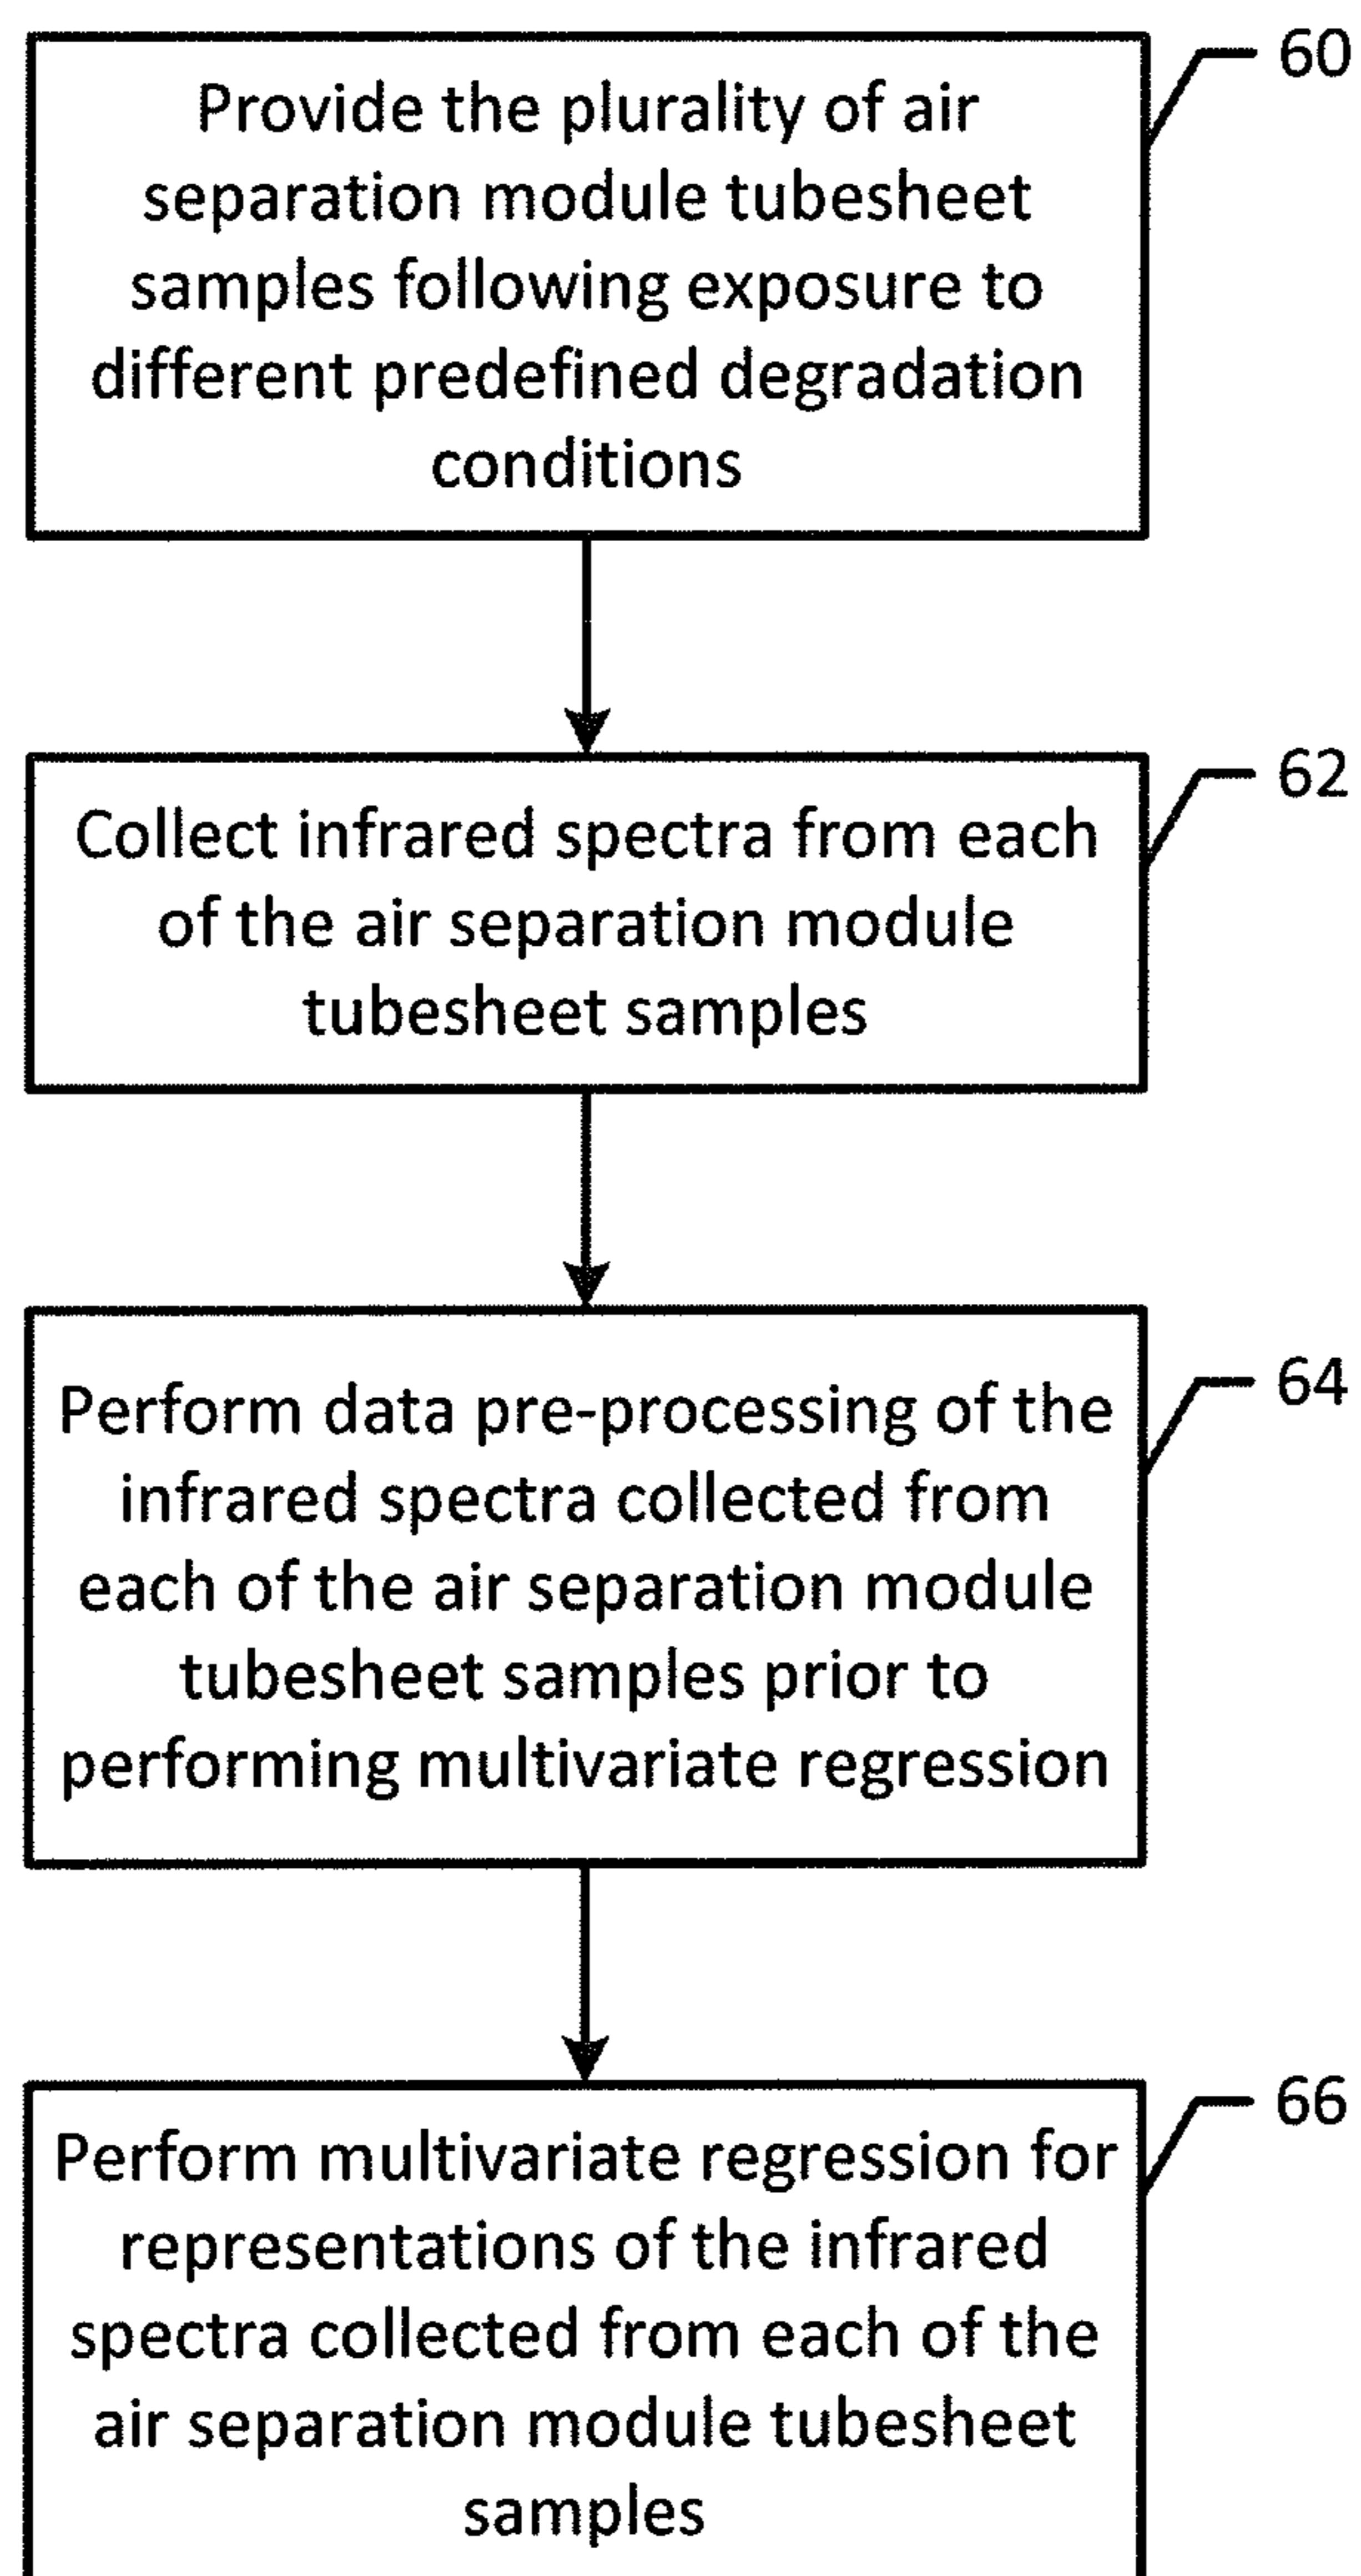 Provide the plurality of air
separation module tubesheet
samples following exposure to
different predefined degradation
conditions
60
Collect infrared spectra from each
of the air separation module
tubesheet samples
62
Perform data pre-processing of the
infrared spectra collected from
each of the air separation module
tubesheet samples prior to
performing multivariate regression
64
Perform multivariate regression for
representations of the infrared
spectra collected from each of the
air separation module tubesheet
samples
66